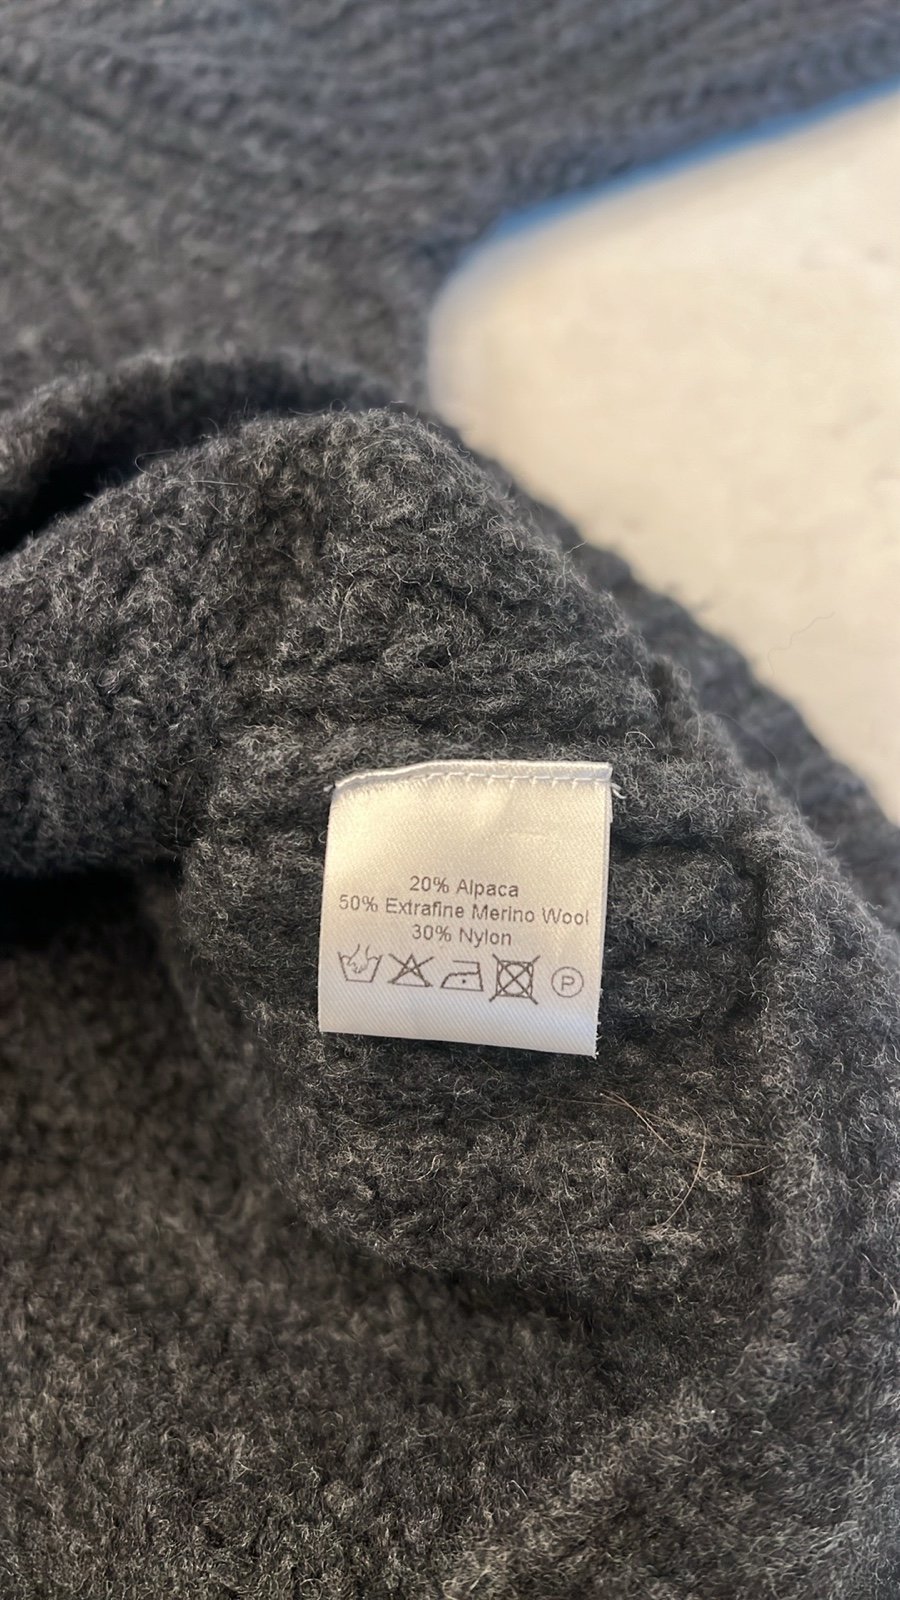 20% Alpaca
50% Extrafine Merino Wool
30% Nylon
P